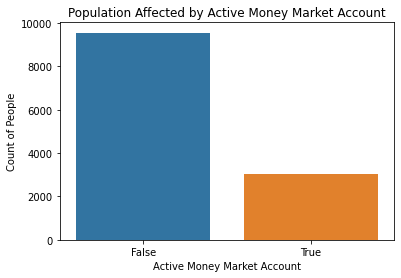 Population Affected by Active Money Market Account
10000
8000
6000
4000
2000
0
Count of People
False
True
Active Money Market Account